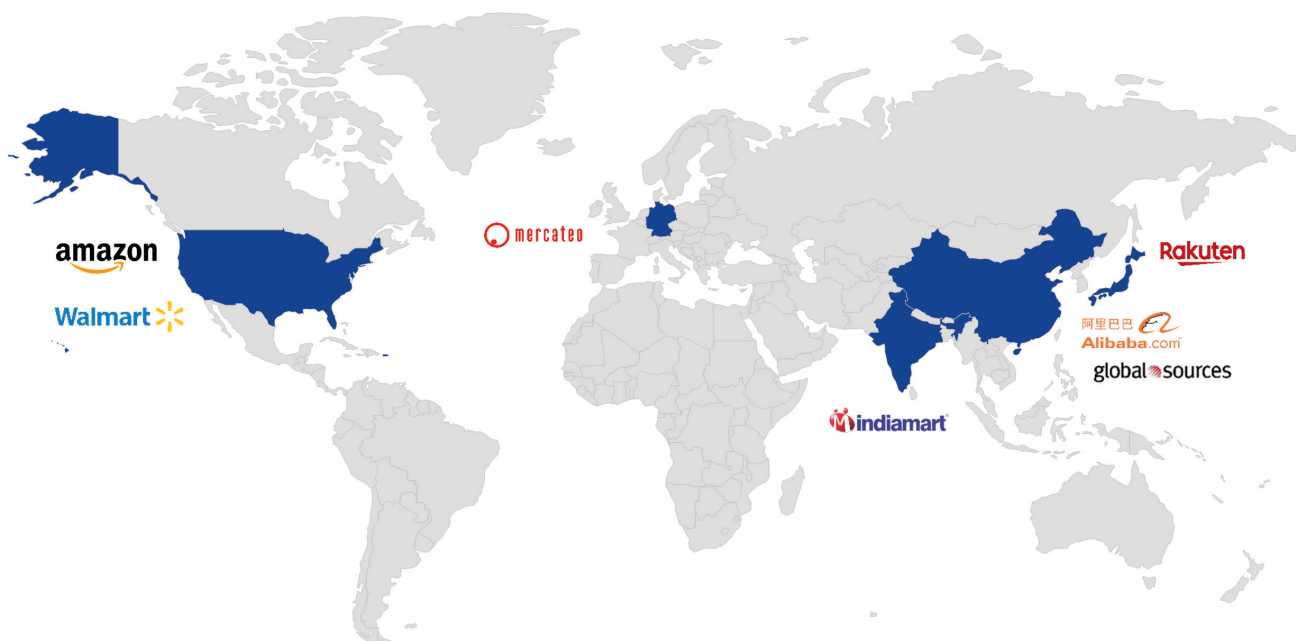 amazon
Walmart
mercateo
Rakuten
阿里巴巴
Alibaba.com
global sources
indiamart